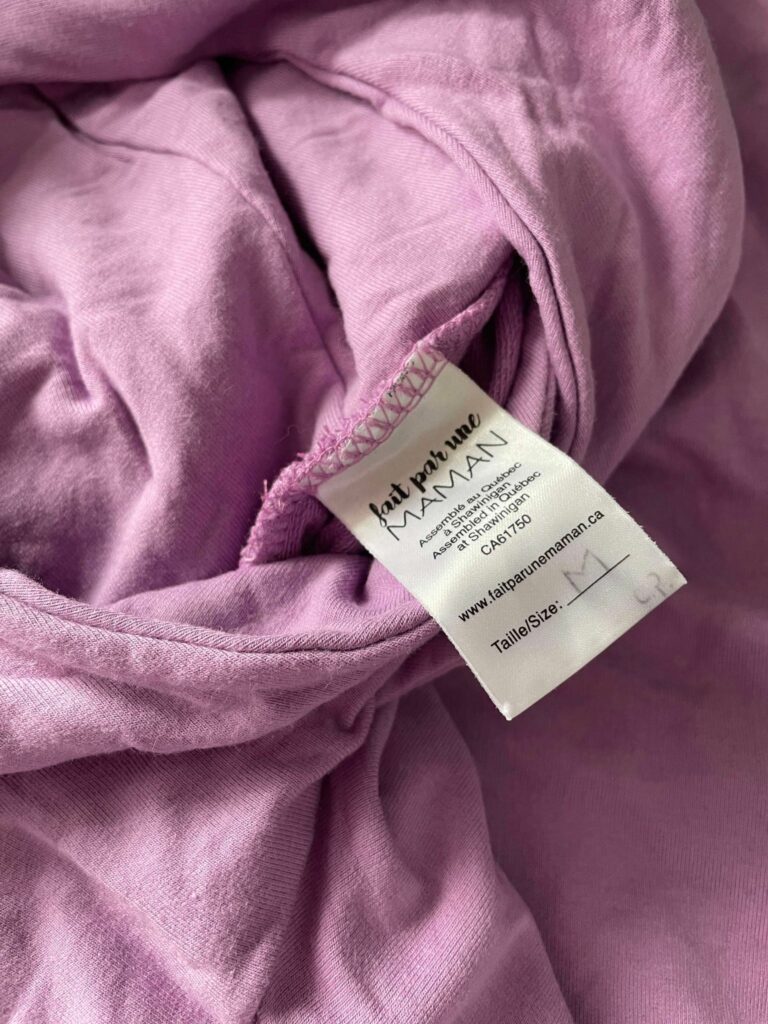 fait par une
MAMAN
Assemblé au Québec
à Shawinigan
Assembled in Québec
at Shawinigan
CA61750
www.faitparunemaman.ca
Taille/Size: M